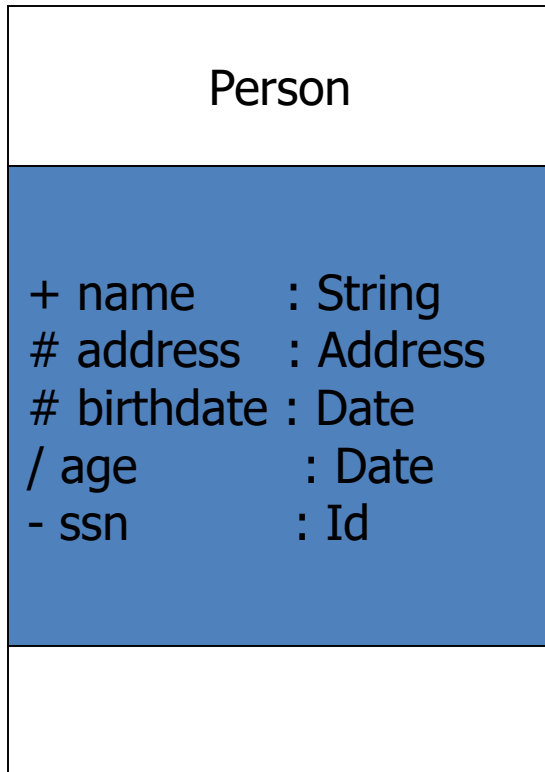 Person
+ name : String
# address : Address
# birthdate : Date
/ age : Date
- ssn : Id